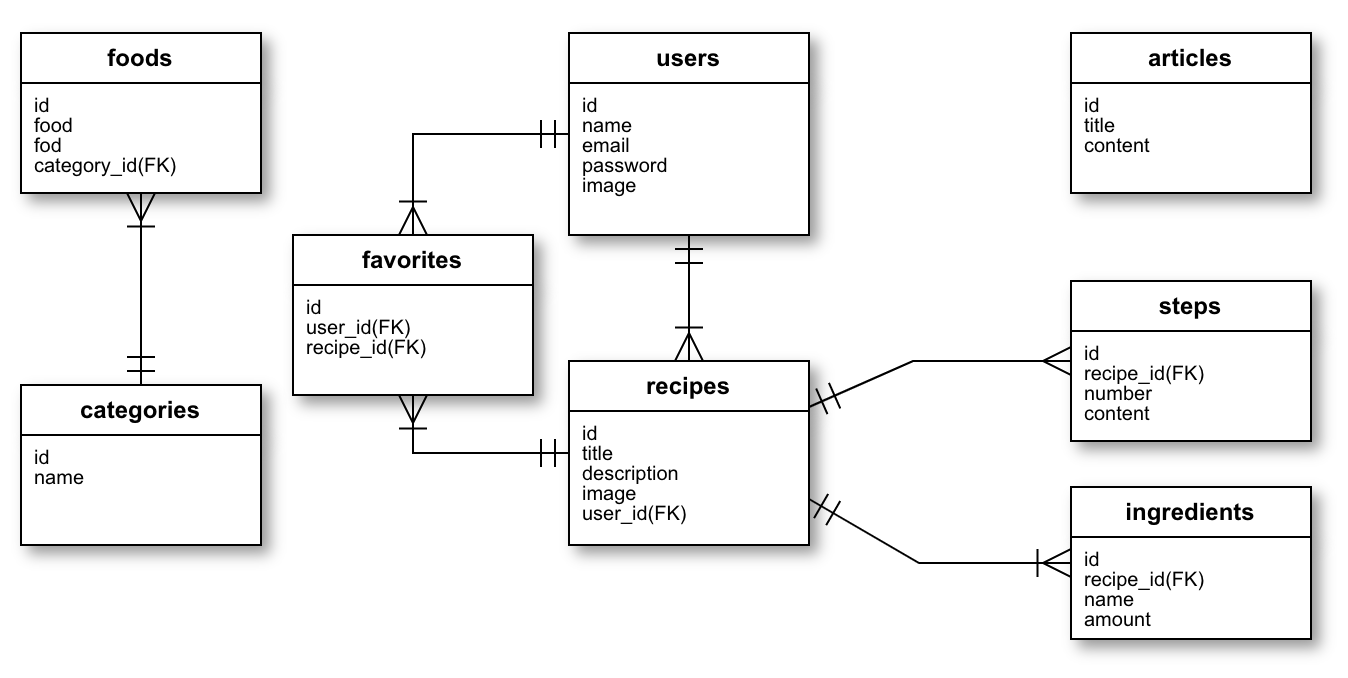 foods
id
food
fod
category_id(FK)
users
id
name
email
password
image
articles
id
title
content
favorites
id
user_id(FK)
recipe_id(FK)
categories
id
name
recipes
id
title
description
image
user_id(FK)
steps
id
recipe_id(FK)
number
content
ingredients
id
recipe_id(FK)
name
amount